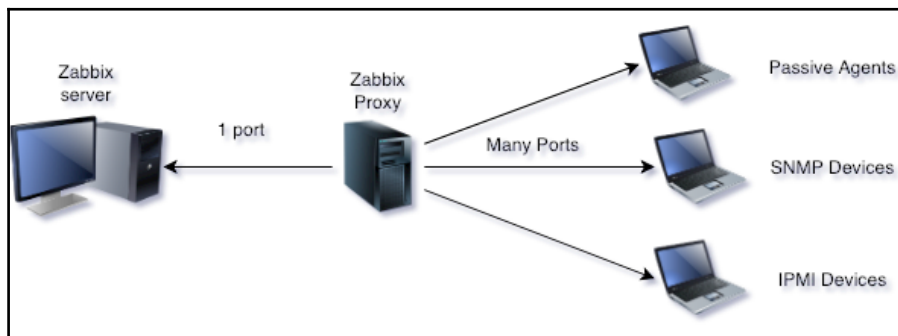 Zabbix
server
1 port
Zabbix
Proxy
Many Ports
Passive Agents
SNMP Devices
IPMI Devices